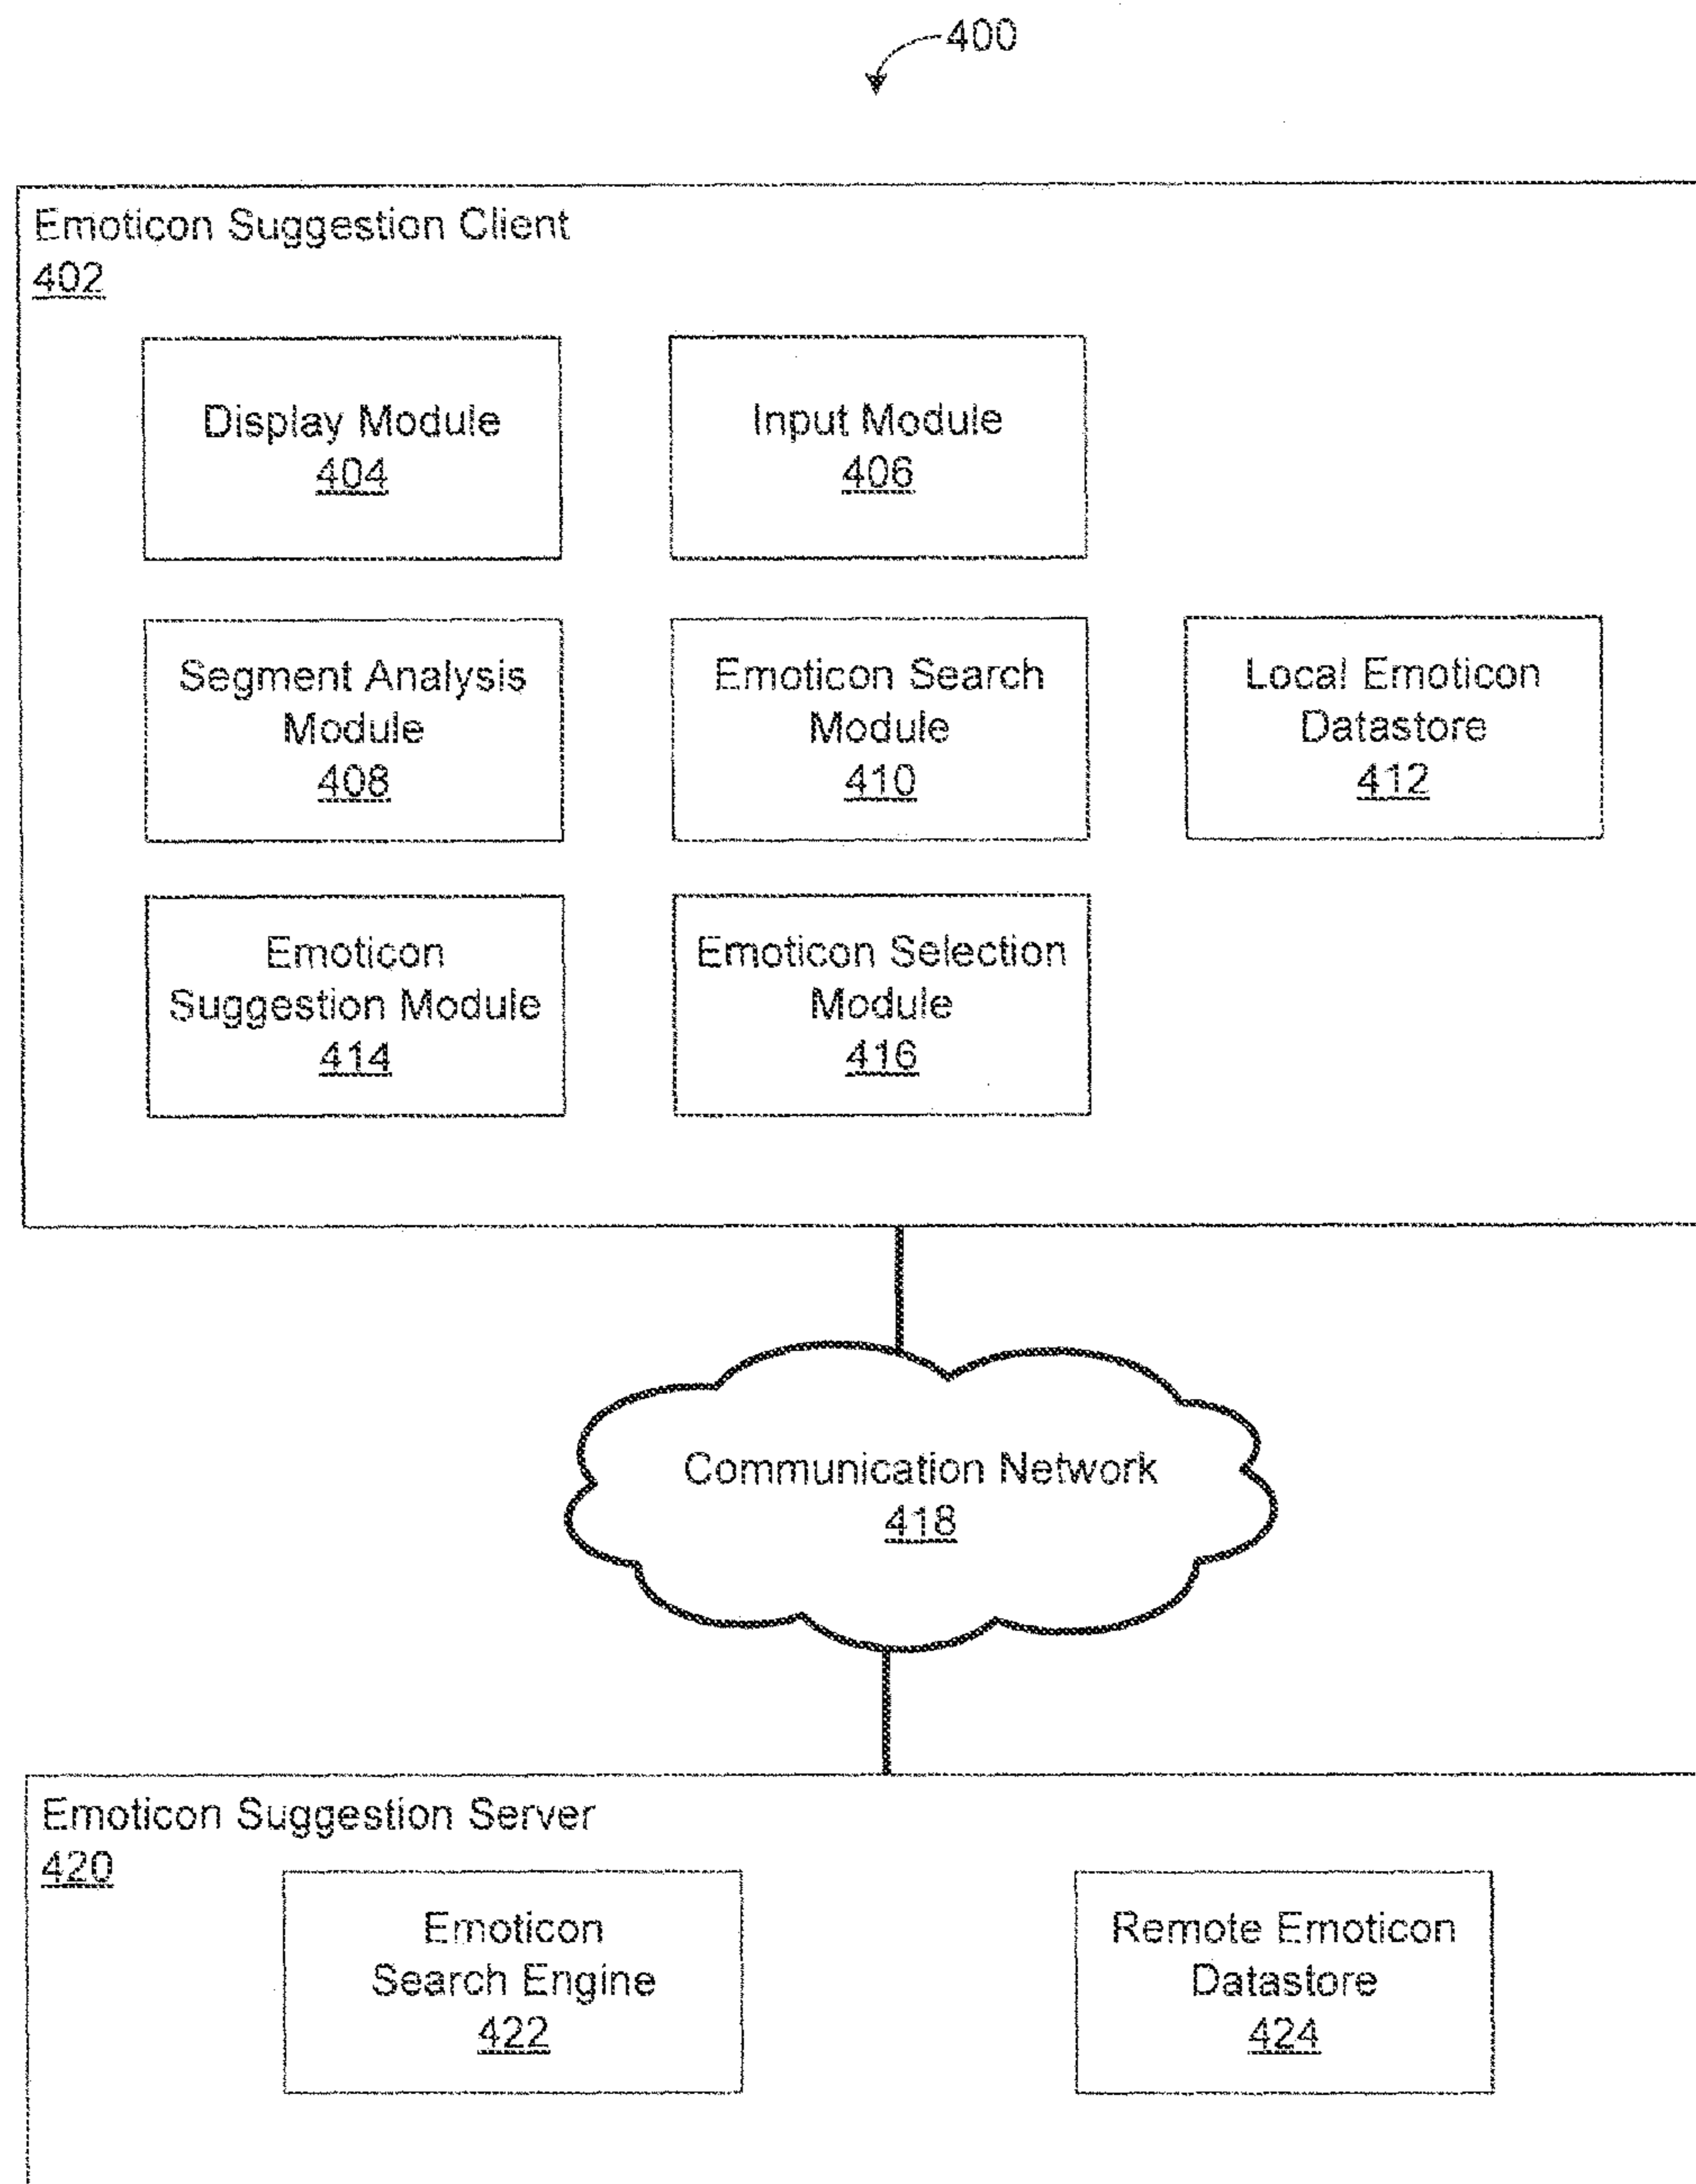 400
Emoticon Suggestion Client
402
Display Module
404
Input Module
406
Segment Analysis
Module
408
Emoticon Search
Module
410
Local Emoticon
Datastore
412
Emoticon
Suggestion Module
414
Emoticon Selection
Module
416
Communication Network
418
Emoticon Suggestion Server
420
Emoticon
Search Engine
422
Remote Emoticon
Datastore
424